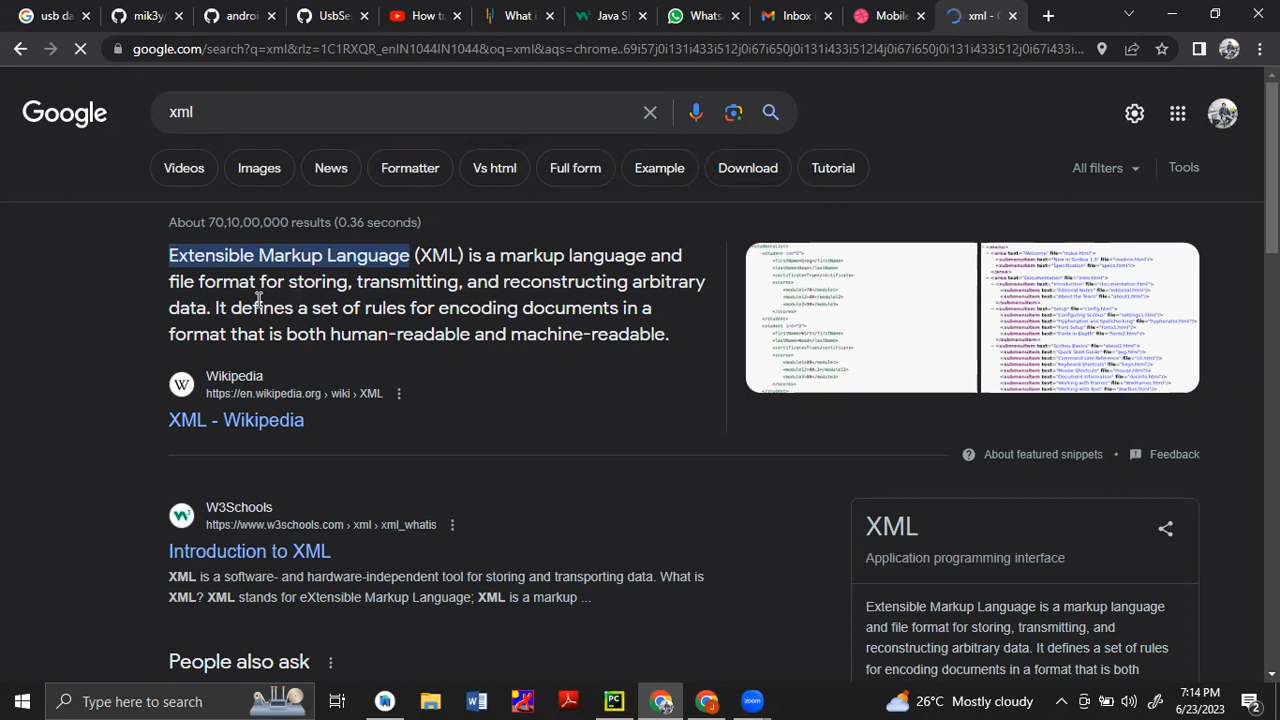 usb da
mik3y/
androi
UsbSe
How to
What i
Java St
Whats
Inbox (
Mobile
xml - G
google.com/search?q=xml&rlz=1C1RXQR_enIN1044IN1044&oq=xml&aqs=chrome..69i57j0i131i433i512j0i67i650j0i131i433i512l4j0i67i650j0i131i433i512j0i67i433i...
Google
xml
Videos
Images
News
Formatter
Vs html
Full form
Example
Download
Tutorial
All filters
Tools
About 70,10,00,000 results (0.36 seconds)
Extensible Markup Language (XML) is a markup language and
file format for storing, transmitting, and reconstructing arbitrary
data. It defines a set of rules for encoding documents in a
format that is both human-readable and machine-readable.
Wikipedia
XML - Wikipedia
About featured snippets
Feedback
W3Schools
https://www.w3schools.com › xml › xml_whatis
Introduction to XML
XML is a software- and hardware-independent tool for storing and transporting data. What is
XML? XML stands for eXtensible Markup Language; XML is a markup ...
People also ask
XML
Application programming interface
Extensible Markup Language is a markup language
and file format for storing, transmitting, and
reconstructing arbitrary data. It defines a set of rules
for encoding documents in a format that is both
Type here to search
W
PC
zoom
26°C Mostly cloudy
7:14 PM
6/23/2023
2